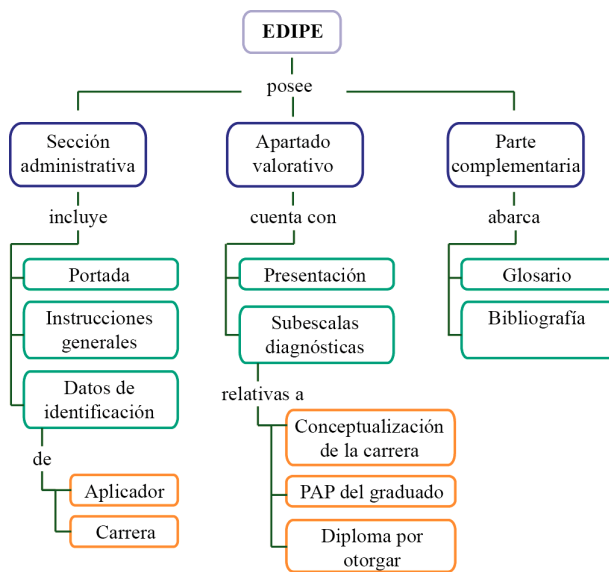 EDIPE
posee
Sección
administrativa
Apartado
valorativo
Parte
complementaria
incluye
cuenta con
abarca
Portada
Presentación
Glosario
Instrucciones
generales
Subescalas
diagnósticas
Bibliografía
Datos de
identificación
relativas a
Conceptualización
de la carrera
de
Aplicador
PAP del graduado
Carrera
Diploma por
otorgar